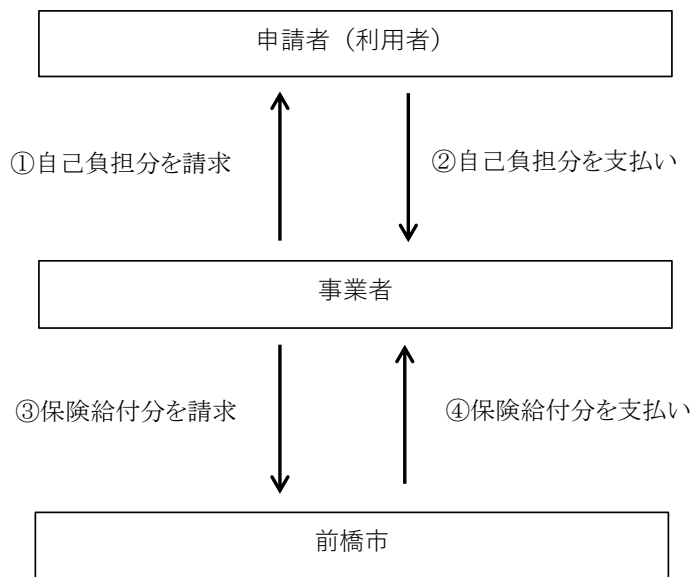 申請者（利用者）
①自己負担分を請求
②自己負担分を支払い
事業者
③保険給付分を請求
④保険給付分を支払い
前橋市